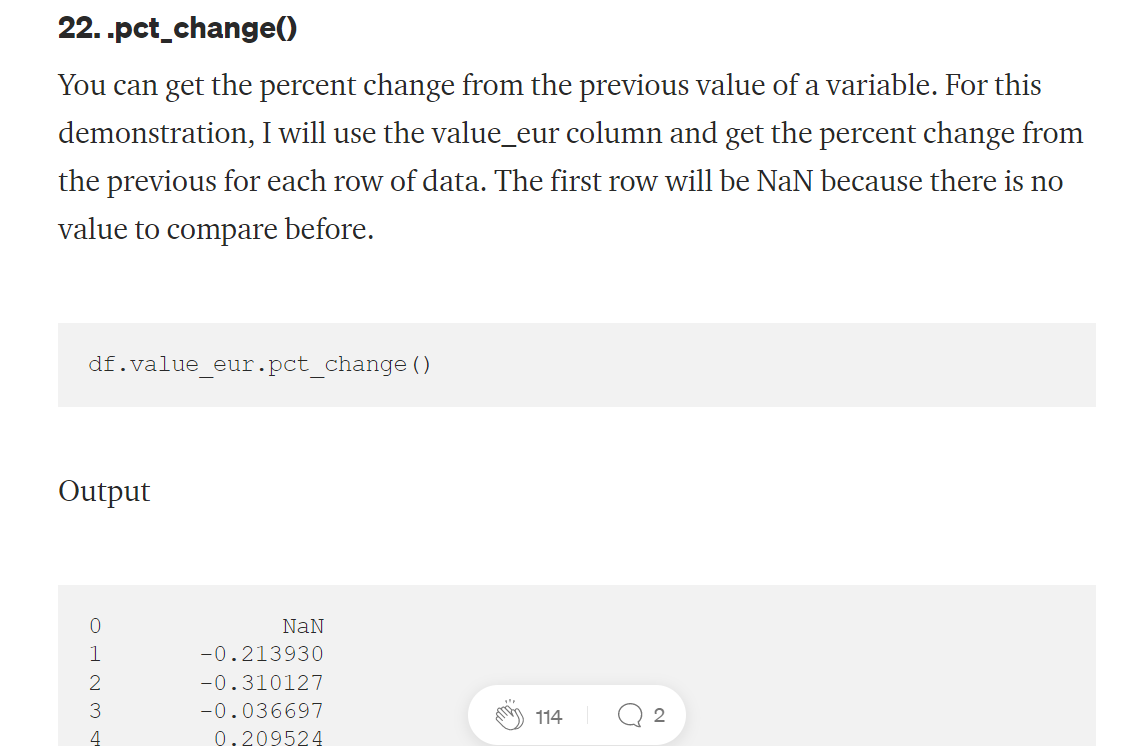 22. .pct_change()
You can get the percent change from the previous value of a variable. For this
demonstration, I will use the value_eur column and get the percent change from
the previous for each row of data. The first row will be NaN because there is no
value to compare before.
df.value_eur.pct_change()
Output
0 NaN
1 -0.213930
2 -0.310127
3 -0.036697
4 0.209524
114 2